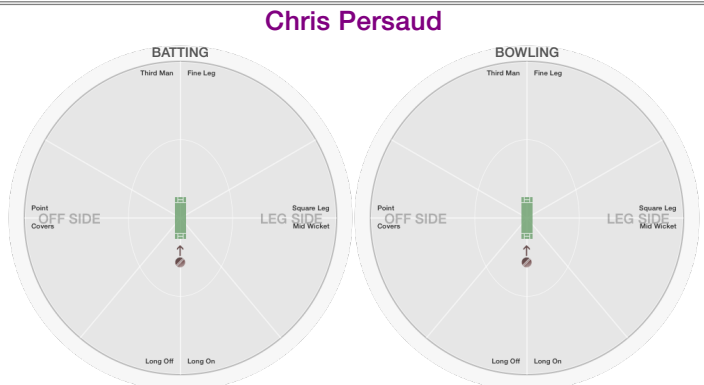 Chris Persaud
BATTING
Third Man Fine Leg
Point
OFF SIDE
Covers
Square Leg
LEG SIDE
Mid Wicket
Long Off Long On
BOWLING
Third Man Fine Leg
Point
OFF SIDE
Covers
Square Leg
LEG SIDE
Mid Wicket
Long Off Long On